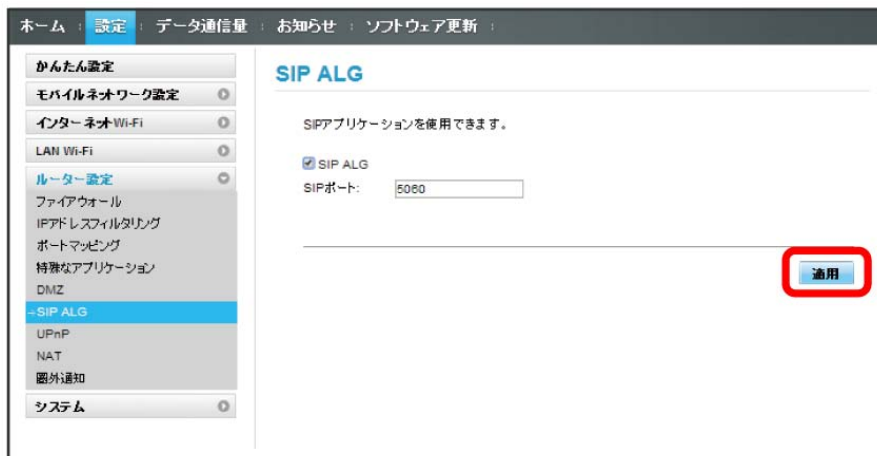 ホーム 設定 データ通信量 お知らせ ソフトウェア更新
かんたん設定
モバイルネットワーク設定
インターネットWi-Fi
LAN Wi-Fi
ルーター設定
ファイアウォール
IPアドレスフィルタリング
ポートマッピング
特殊なアプリケーション
DMZ
→SIP ALG
UPnP
NAT
圏外通知
システム
SIP ALG
SIPアプリケーションを使用できます。
SIP ALG
SIPポート: 5060
適用